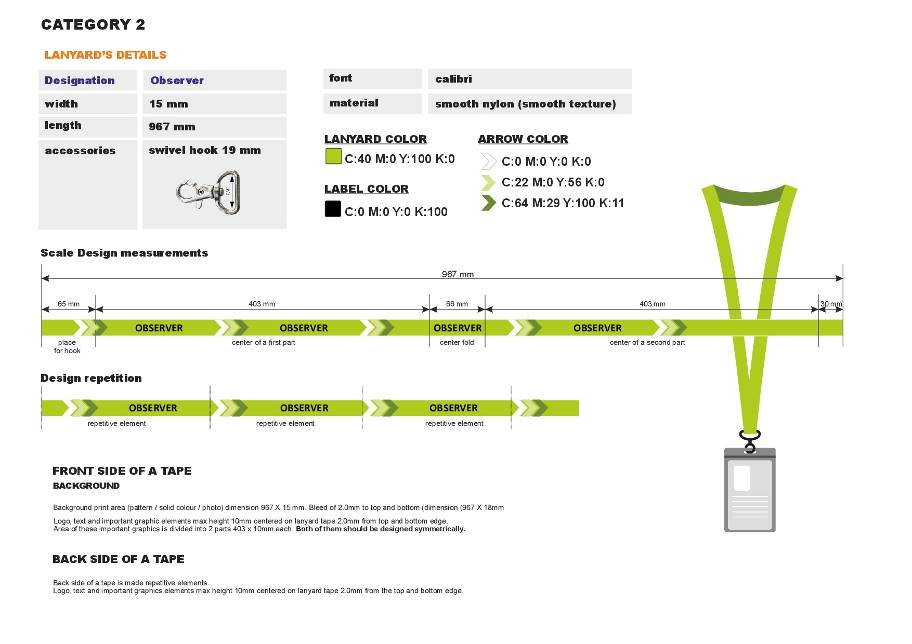 CATEGORY 2
LANYARD'S DETAILS
Designation Observer
width 15 mm
length 967 mm
accessories swivel hook 19 mm
font calibri
material smooth nylon (smooth texture)
LANYARD COLOR
C:40 M:0 Y:100 K:0
LABEL COLOR
C:0 M:0 Y:0 K:100
ARROW COLOR
C:0 M:0 Y:0 K:0
C:22 M:0 Y:56 K:0
C:64 M:29 Y:100 K:11
Scale Design measurements
967 mm
65 mm 403 mm 66 mm 403 mm 30 mm
OBSERVER OBSERVER OBSERVER OBSERVER
place
for hook
center of a first part center fold center of a second part
Design repetition
OBSERVER OBSERVER OBSERVER
repetitive element repetitive element repetitive element
FRONT SIDE OF A TAPE
BACKGROUND
Background print area (pattern / solid colour / photo) dimension 967 X 15 mm. Bleed of 2.0mm to top and bottom (dimension (967 X 18mm
Logo, text and important graphic elements max height 10mm centered on lanyard tape 2.0mm from top and bottom edge.
Area of these important graphics is divided into 2 parts 403 x 10mm each. Both of them should be designed symmetrically.
BACK SIDE OF A TAPE
Back side of a tape is made repetitive elements.
Logo, text and important graphics elements max height 10mm centered on lanyard tape 2.0mm from the top and bottom edge.